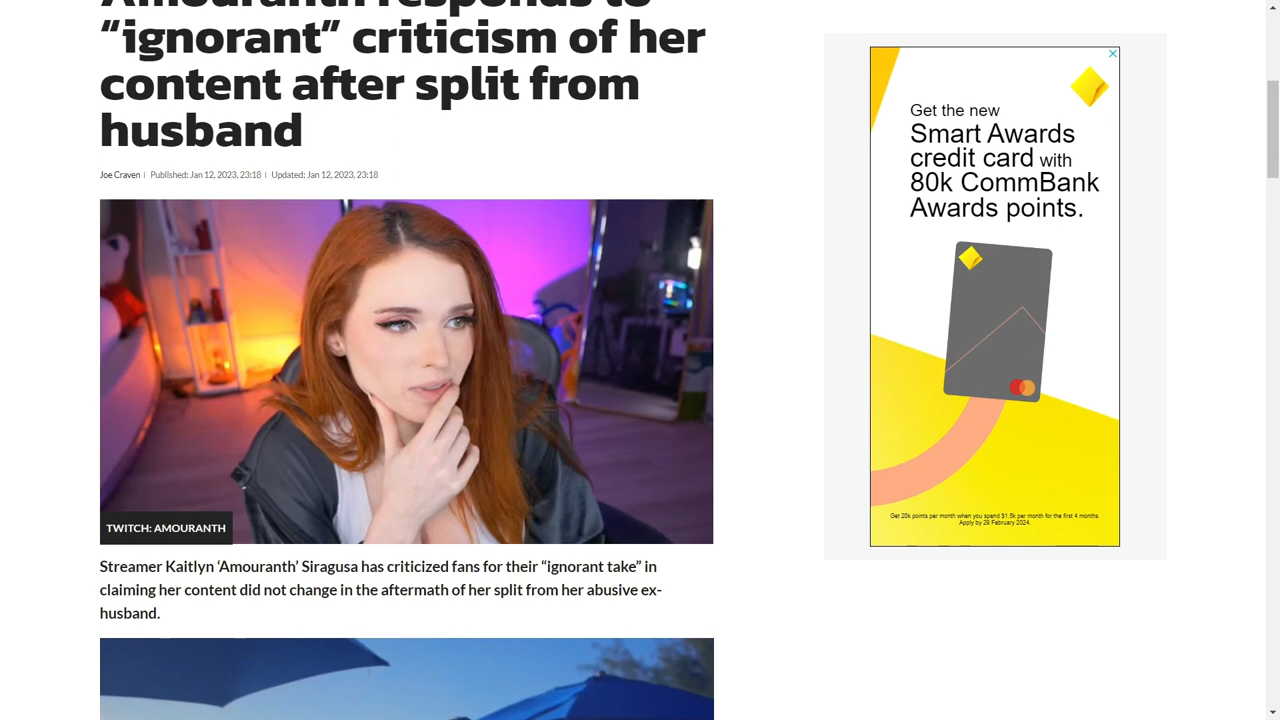 Amouranth responds to
“ignorant” criticism of her
content after split from
husband
Joe Craven | Published: Jan 12, 2023, 23:18 | Updated: Jan 12, 2023, 23:18
TWITCH: AMOURANTH
Streamer Kaitlyn ‘Amouranth’ Siragusa has criticized fans for their “ignorant take” in
claiming her content did not change in the aftermath of her split from her abusive ex-
husband.
Get the new
Smart Awards
credit card with
80k CommBank
Awards points.
Get 20k points per month when you spend $1.5k per month for the first 4 months.
Apply by 29 February 2024.